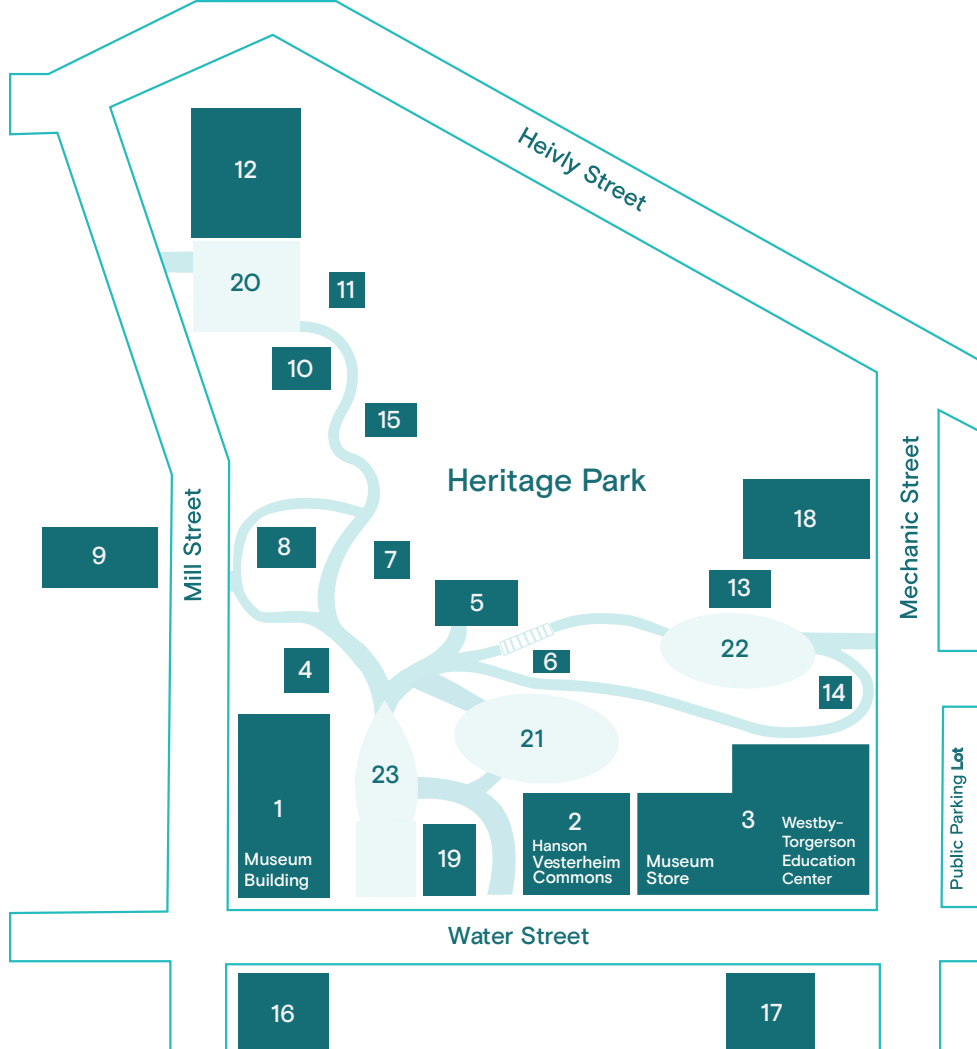 Heivly Street
12
20
11
10
15
Heritage Park
Mechanic Street
18
Mill Street
8
9
7
13
5
22
6
4
14
21
23
1
2
3
Westby-
Torgerson
Education
Center
Hanson
Vesterheim
Commons
Museum
Store
19
Museum
Building
Public Parking Lot
Water Street
16
17